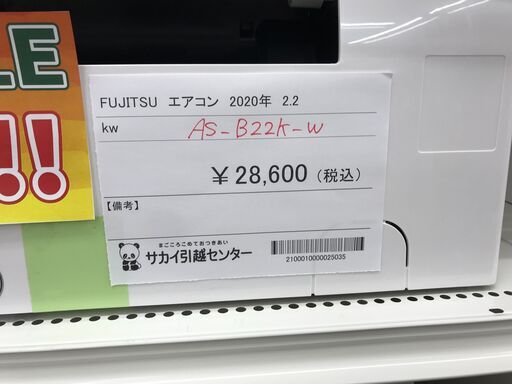 LE
!!
FUJITSU エアコン 2020年 2.2
kw AS-B22K-W
￥28,600（税込）
【備考】
まごころこめておつきあい
サカイ引越センター
2100010000025035